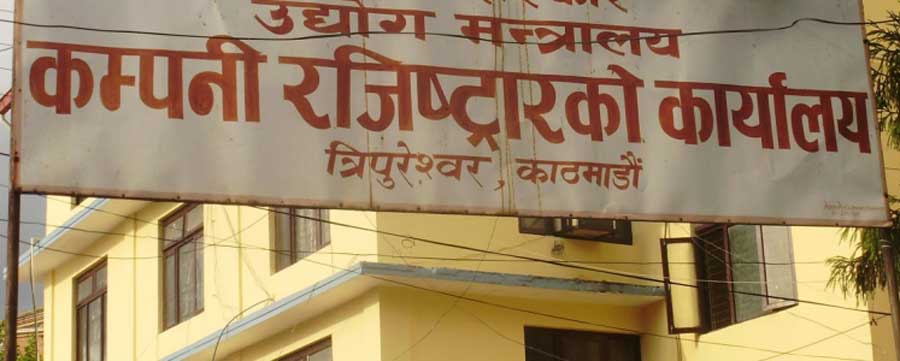 उद्योग मन्त्रालय
कम्पनी रजिष्ट्रारको कार्यालय
त्रिपुरेश्वर, काठमाडौं